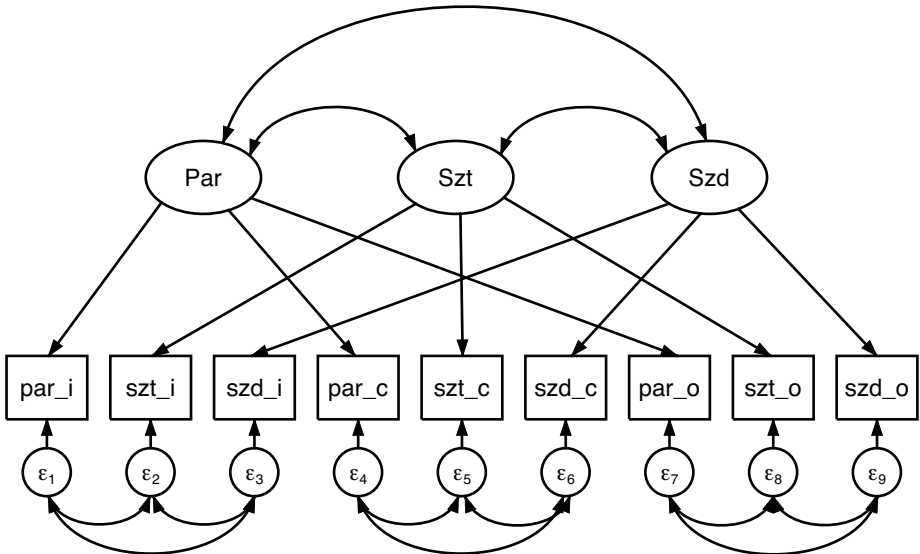 Par Szt Szd
par_i szt_i szd_i par_c szt_c szd_c par_o szt_o szd_o
ε₁ ε₂ ε₃ ε₄ ε₅ ε₆ ε₇ ε₈ ε₉